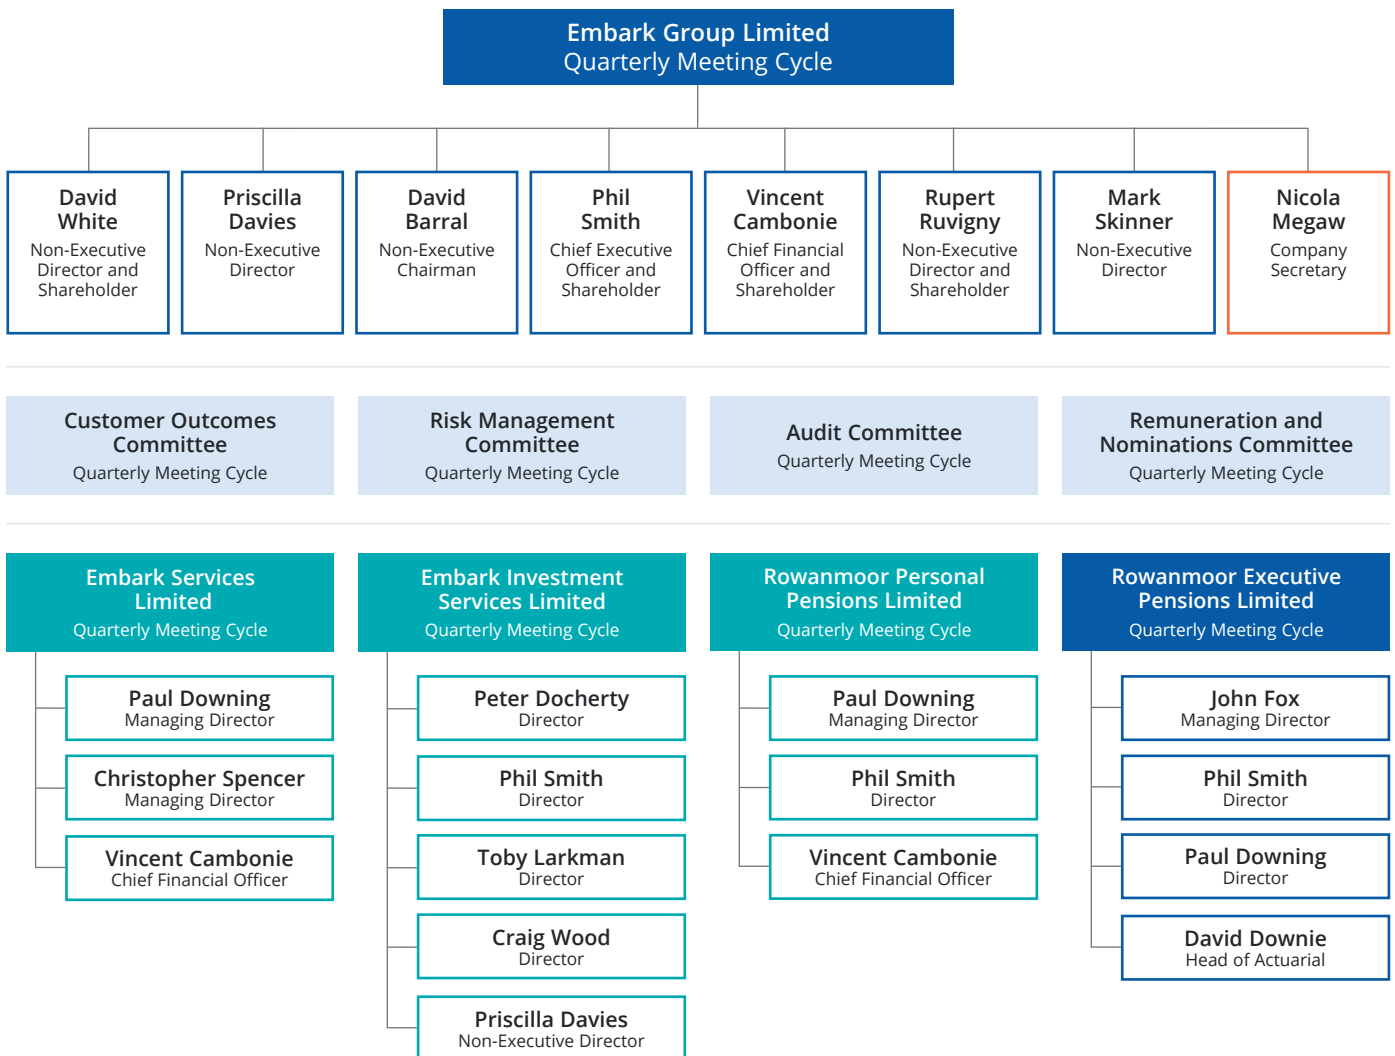 Embark Group Limited
Quarterly Meeting Cycle
David
White
Non-Executive
Director and
Shareholder
Priscilla
Davies
Non-Executive
Director
David
Barral
Non-Executive
Chairman
Phil
Smith
Chief Executive
Officer and
Shareholder
Vincent
Cambonie
Chief Financial
Officer and
Shareholder
Rupert
Ruvigny
Non-Executive
Director and
Shareholder
Mark
Skinner
Non-Executive
Director
Nicola
Megaw
Company
Secretary
Customer Outcomes
Committee
Quarterly Meeting Cycle
Risk Management
Committee
Quarterly Meeting Cycle
Audit Committee
Quarterly Meeting Cycle
Remuneration and
Nominations Committee
Quarterly Meeting Cycle
Embark Services
Limited
Quarterly Meeting Cycle
Paul Downing
Managing Director
Christopher Spencer
Managing Director
Vincent Cambonie
Chief Financial Officer
Embark Investment
Services Limited
Quarterly Meeting Cycle
Peter Docherty
Director
Phil Smith
Director
Toby Larkman
Director
Craig Wood
Director
Priscilla Davies
Non-Executive Director
Rowanmoor Personal
Pensions Limited
Quarterly Meeting Cycle
Paul Downing
Managing Director
Phil Smith
Director
Vincent Cambonie
Chief Financial Officer
Rowanmoor Executive
Pensions Limited
Quarterly Meeting Cycle
John Fox
Managing Director
Phil Smith
Director
Paul Downing
Director
David Downie
Head of Actuarial